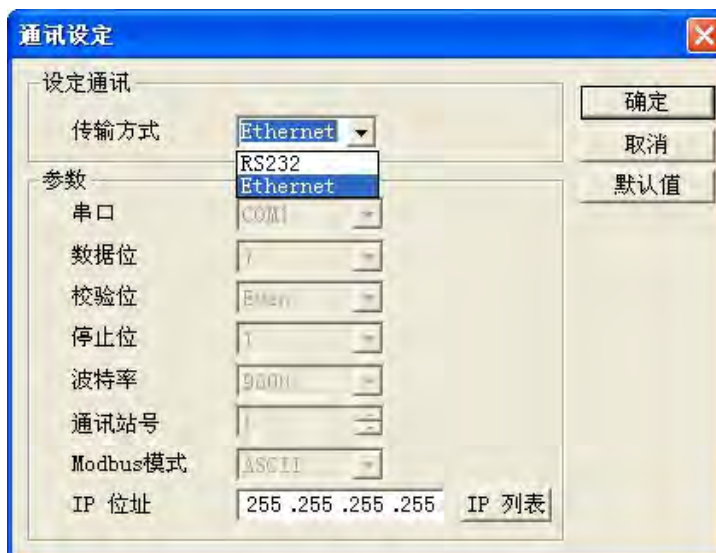 通讯设定
设定通讯
传输方式 Ethernet
RS232
Ethernet
确定
取消
默认值
参数
串口 COM1
数据位 7
校验位 Even
停止位 1
波特率 9600
通讯站号 1
Modbus模式 ASCII
IP 位址 255 .255 .255 .255 IP 列表